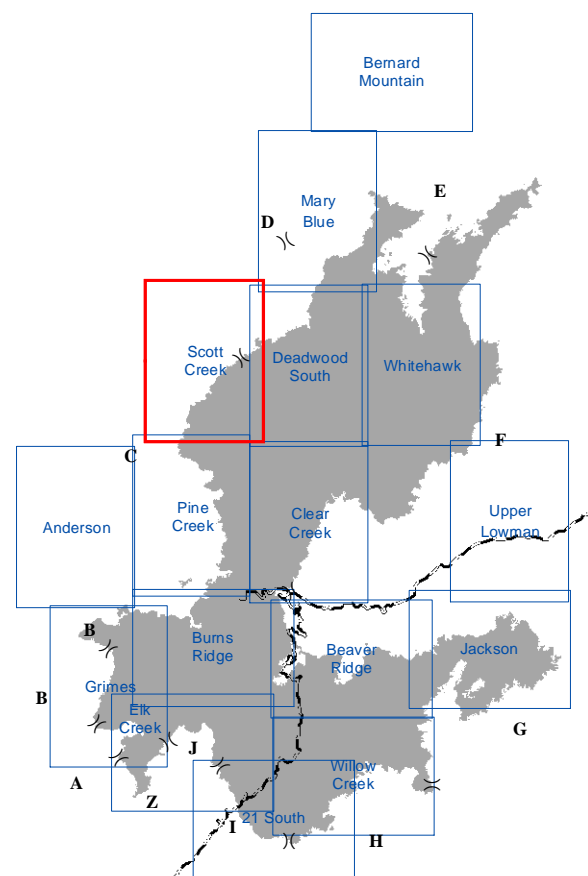 Bernard
Mountain
E
Mary
Blue
D
Scott
Creek
Deadwood
South
Whitehawk
F
C
Pine
Creek
Clear
Creek
Anderson
Upper
Lowman
B
Burns
Ridge
Beaver
Ridge
Jackson
B
Grimes
Elk
Creek
G
J
Willow
Creek
A
Z
I
21 South
H